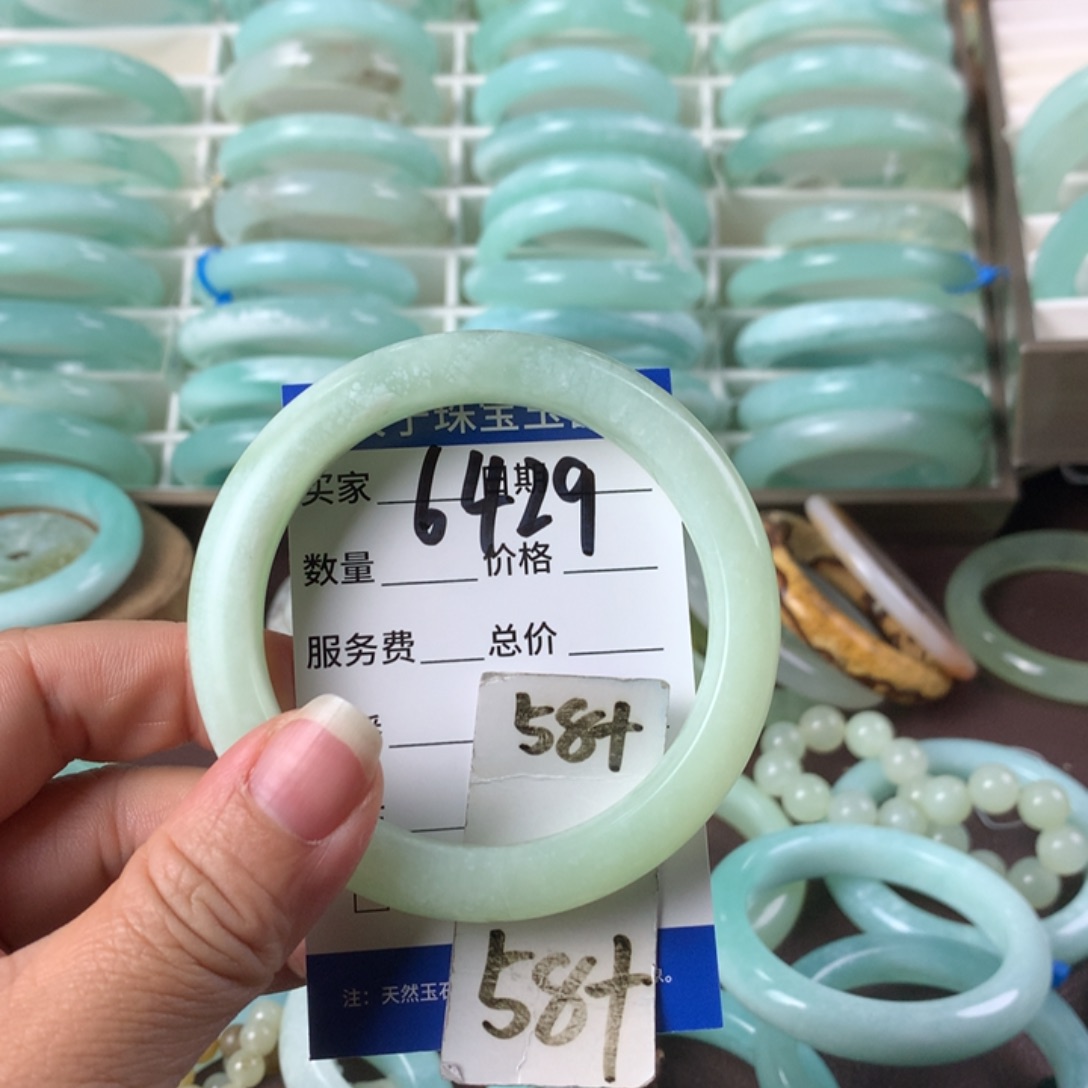 珠宝玉
6429
买家 日期
数量 价格
服务费 总价
58+
58+
注：天然玉石